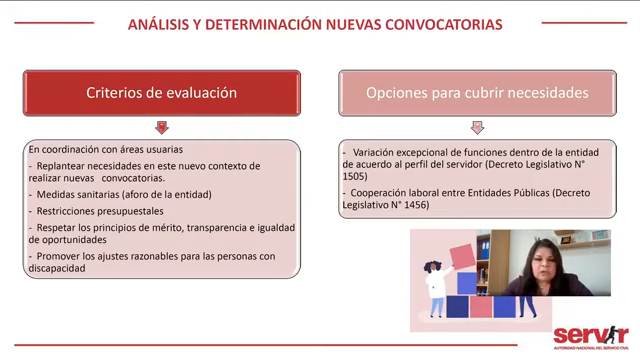 ANÁLISIS Y DETERMINACIÓN NUEVAS CONVOCATORIAS
Criterios de evaluación
En coordinación con áreas usuarias
- Replantear necesidades en este nuevo contexto de
realizar nuevas convocatorias.
- Medidas sanitarias (aforo de la entidad)
- Restricciones presupuestales
- Respetar los principios de mérito, transparencia e igualdad
de oportunidades
- Promover los ajustes razonables para las personas con
discapacidad
Opciones para cubrir necesidades
- Variación excepcional de funciones dentro de la entidad
de acuerdo al perfil del servidor (Decreto Legislativo N°
1505)
- Cooperación laboral entre Entidades Públicas (Decreto
Legislativo N° 1456)
servir
AUTORIDAD NACIONAL DEL SERVICIO CIVIL